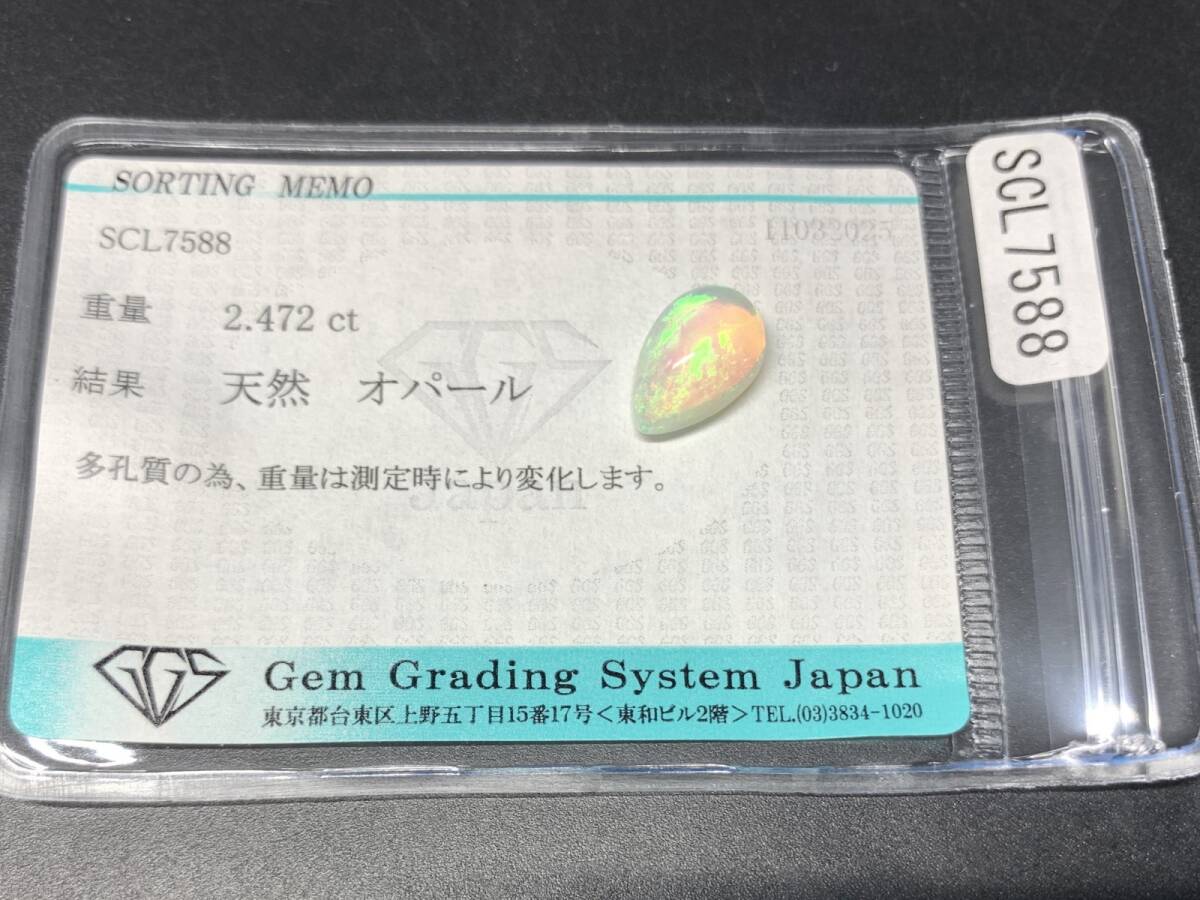 SORTING MEMO
SCL7588
11032025
重量 2.472 ct
結果 天然 オパール
多孔質の為、重量は測定時により変化します。
Japan
GGS
Gem Grading System Japan
東京都台東区上野五丁目15番17号＜東和ビル2階＞TEL.(03)3834-1020
SCL7588